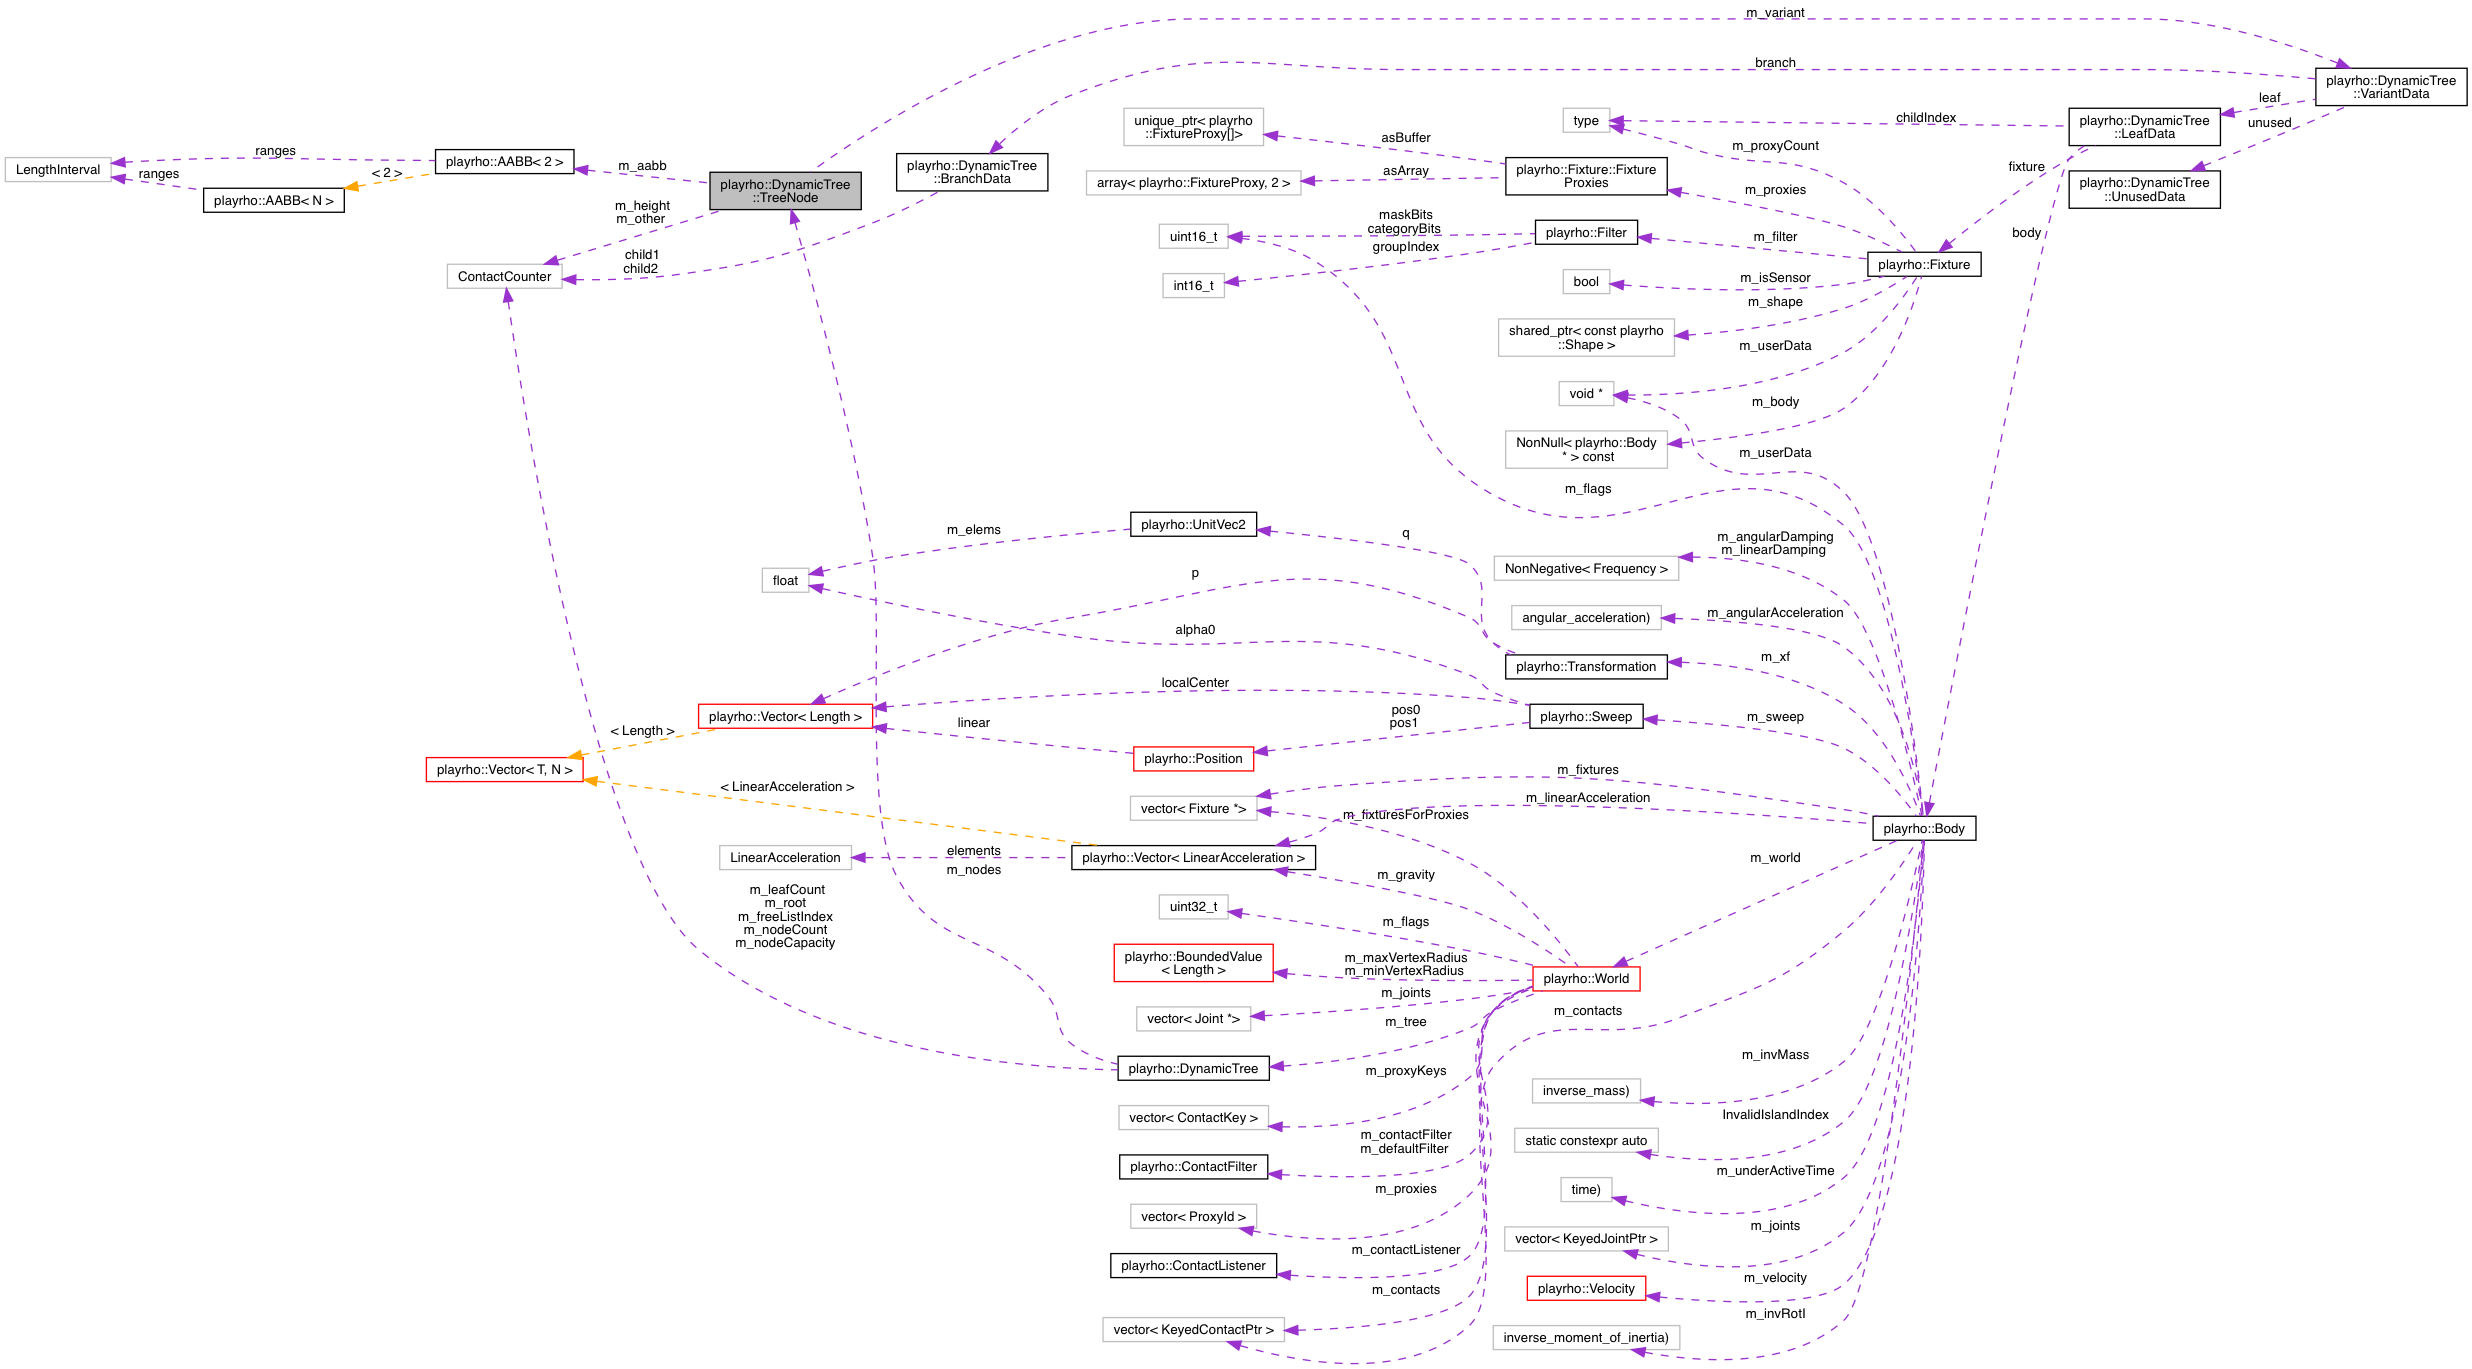 m_variant
branch
playrho::DynamicTree
::VariantData
leaf
unused
playrho::DynamicTree
::LeafData
childIndex
type
unique_ptr< playrho
::FixtureProxy[]>
asBuffer
m_proxyCount
playrho::DynamicTree
::UnusedData
fixture
body
playrho::Fixture::Fixture
Proxies
asArray
array< playrho::FixtureProxy, 2 >
m_proxies
LengthInterval
ranges
ranges
playrho::AABB< 2 >
< 2 >
playrho::AABB< N >
m_aabb
playrho::DynamicTree
::TreeNode
playrho::DynamicTree
::BranchData
m_height
m_other
child1
child2
ContactCounter
uint16_t
maskBits
categoryBits
groupIndex
playrho::Filter
m_filter
playrho::Fixture
int16_t
bool
m_isSensor
m_shape
shared_ptr< const playrho
::Shape >
m_userData
void *
m_body
NonNull< playrho::Body
* > const
m_userData
m_flags
playrho::UnitVec2
m_elems
q
float
p
alpha0
m_angularDamping
m_linearDamping
NonNegative< Frequency >
angular_acceleration)
m_angularAcceleration
playrho::Transformation
m_xf
localCenter
playrho::Vector< Length >
linear
pos0
pos1
playrho::Sweep
m_sweep
playrho::Position
< Length >
playrho::Vector< T, N >
< LinearAcceleration >
m_fixtures
vector< Fixture *>
m_linearAcceleration
m_fixturesForProxies
playrho::Body
LinearAcceleration
elements
playrho::Vector< LinearAcceleration >
m_nodes
m_gravity
m_world
m_leafCount
m_root
m_freeListIndex
m_nodeCount
m_nodeCapacity
uint32_t
m_flags
playrho::BoundedValue
< Length >
m_maxVertexRadius
m_minVertexRadius
playrho::World
m_joints
vector< Joint *>
m_tree
m_contacts
playrho::DynamicTree
m_proxyKeys
m_invMass
inverse_mass)
vector< ContactKey >
InvalidIslandIndex
static constexpr auto
m_contactFilter
m_defaultFilter
playrho::ContactFilter
m_underActiveTime
time)
m_proxies
vector< ProxyId >
m_joints
vector< KeyedJointPtr >
m_contactListener
playrho::ContactListener
m_velocity
playrho::Velocity
m_contacts
m_invRotI
vector< KeyedContactPtr >
inverse_moment_of_inertia)